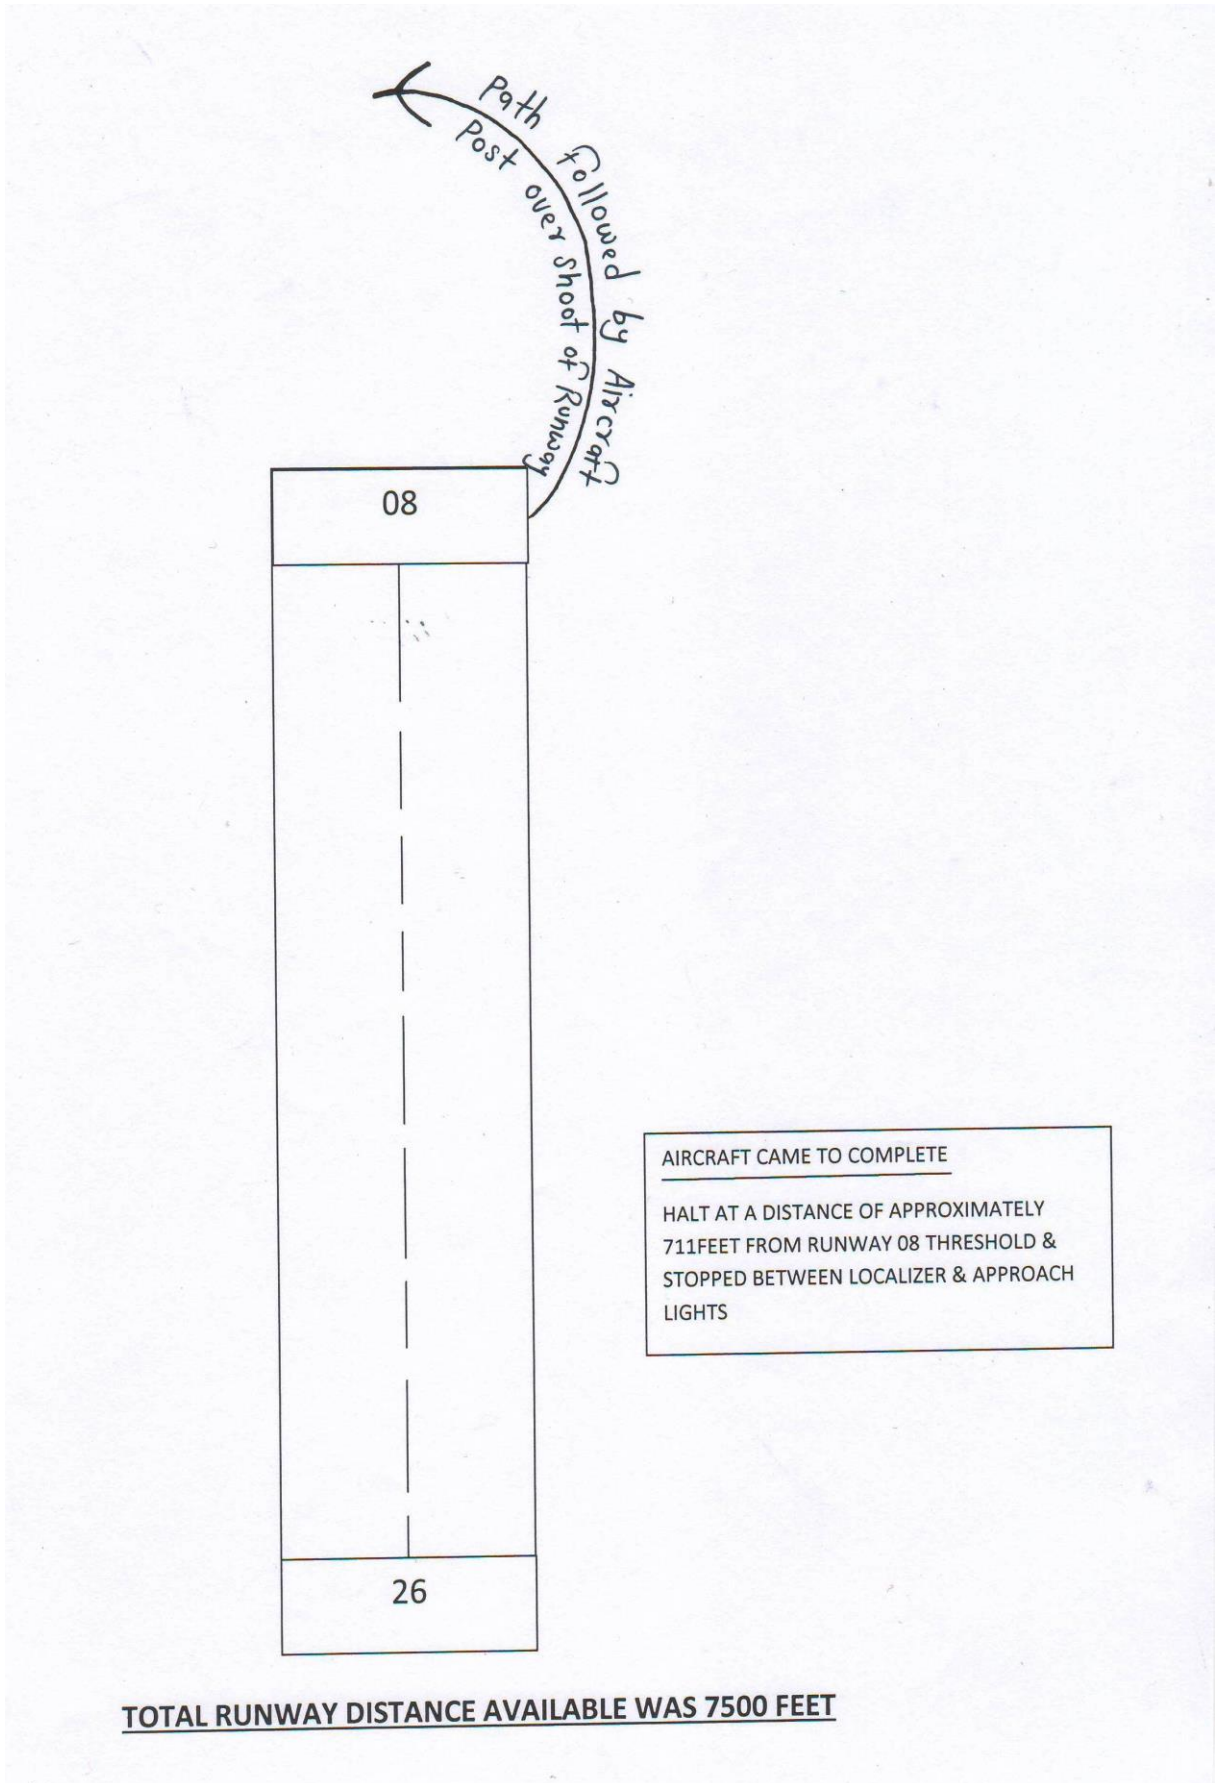 Path Followed by Aircraft
Post over shoot of Runway
08
AIRCRAFT CAME TO COMPLETE
HALT AT A DISTANCE OF APPROXIMATELY
711FEET FROM RUNWAY 08 THRESHOLD &
STOPPED BETWEEN LOCALIZER & APPROACH
LIGHTS
26
TOTAL RUNWAY DISTANCE AVAILABLE WAS 7500 FEET